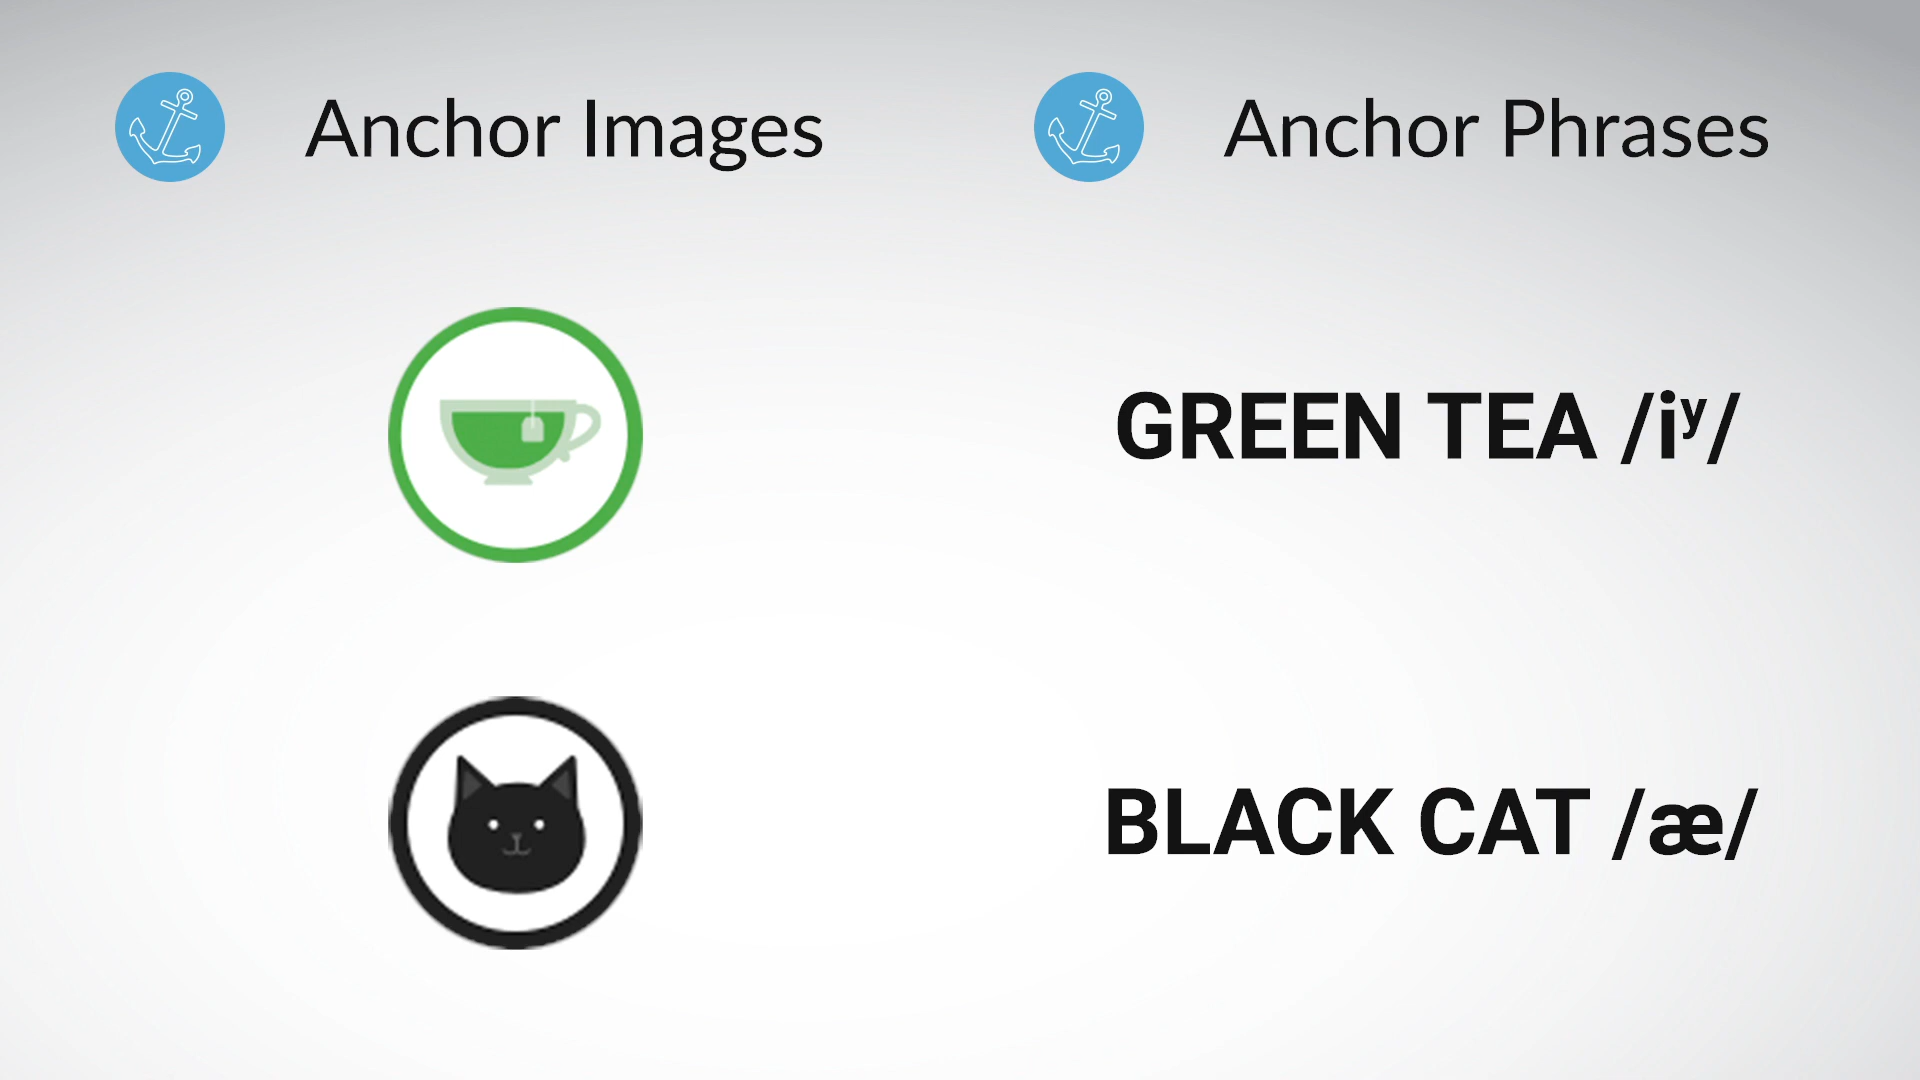 Anchor Images
Anchor Phrases
GREEN TEA /iʸ/
BLACK CAT /æ/